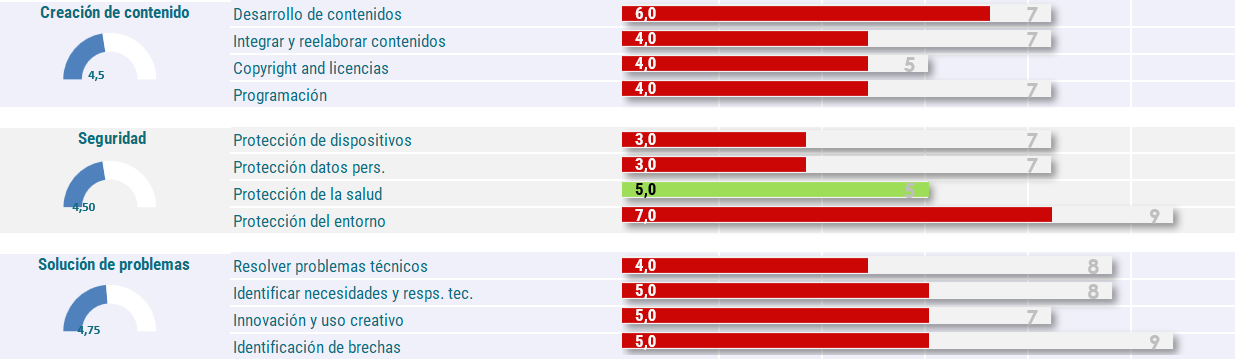 Creación de contenido
4,5
Desarrollo de contenidos 6,0 7
Integrar y reelaborar contenidos 4,0 7
Copyright and licencias 4,0 5
Programación 4,0 7
Seguridad
4,50
Protección de dispositivos 3,0 7
Protección datos pers. 3,0 7
Protección de la salud 5,0 5
Protección del entorno 7,0 9
Solución de problemas
4,75
Resolver problemas técnicos 4,0 8
Identificar necesidades y resps. tec. 5,0 8
Innovación y uso creativo 5,0 7
Identificación de brechas 5,0 9